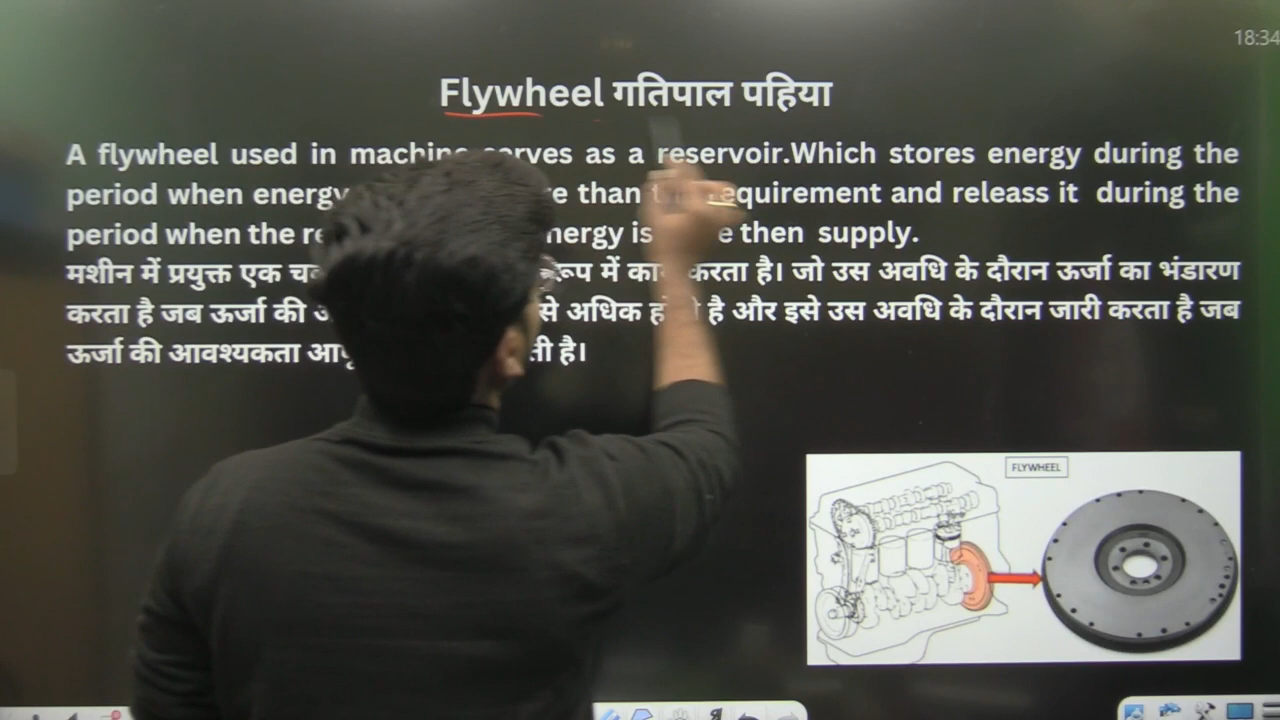 18:34
Flywheel गतिपाल पहिया
A flywheel used in machine serves as a reservoir.Which stores energy during the
period when energy than requirement and releass it during the
period when the energy is then supply.
मशीन में प्रयुक्त एक रूप में करता है। जो उस अवधि के दौरान ऊर्जा का भंडारण
करता है जब ऊर्जा की से अधिक है और इसे उस अवधि के दौरान जारी करता है जब
ऊर्जा की आवश्यकता है।
FLYWHEEL